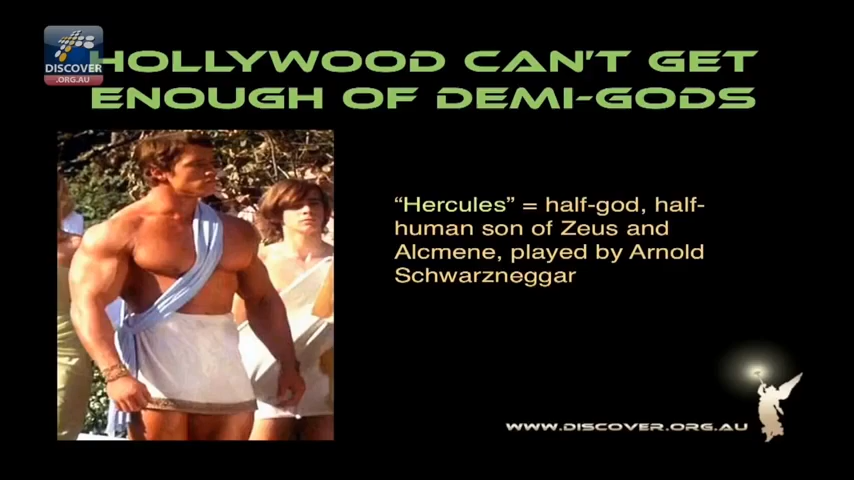 DISCOVER
.ORG.AU
HOLLYWOOD CAN'T GET
ENOUGH OF DEMI-GODS
“Hercules” = half-god, half-
human son of Zeus and
Alcmene, played by Arnold
Schwarzneggar
WWW.DISCOVER.ORG.AU